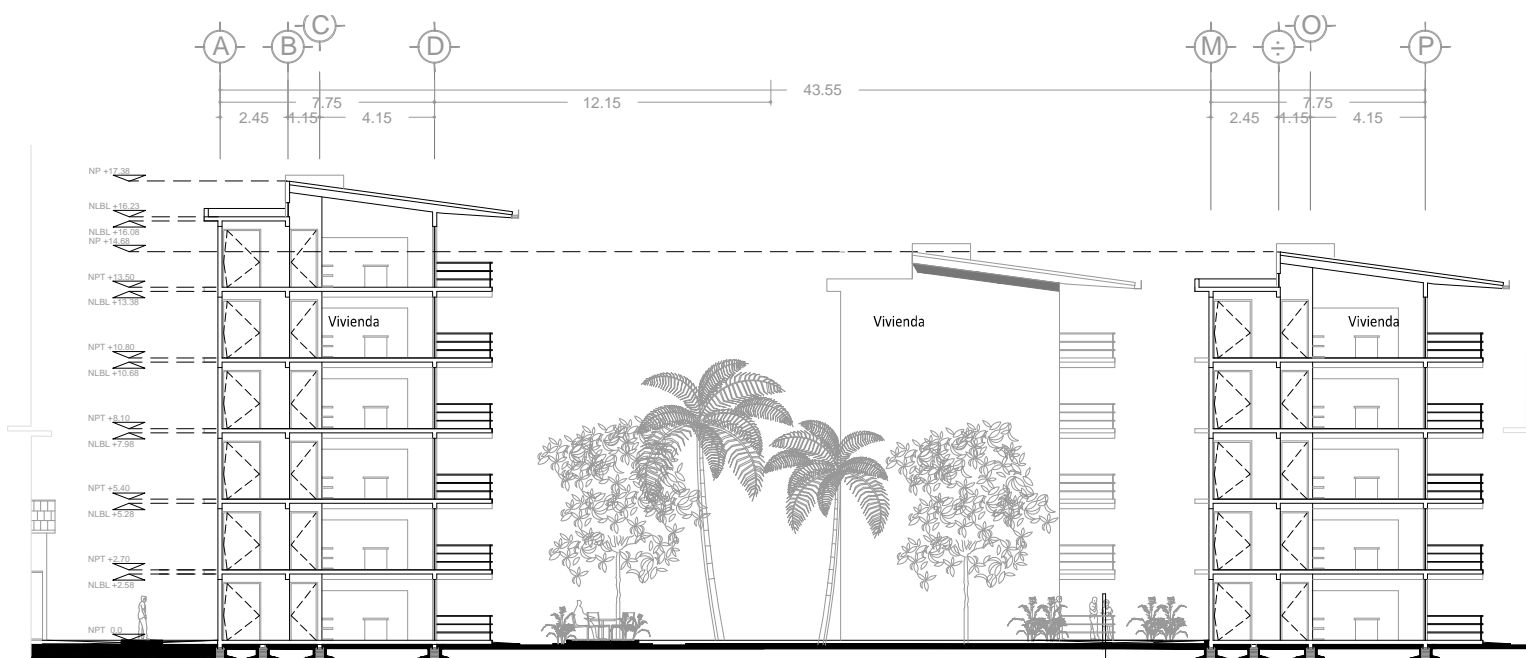 A B C D M ÷ O P
43.55
7.75 12.15 7.75
2.45 1.15 4.15 2.45 1.15 4.15
NP +17.38
NLBL +16.23
NLBL +16.08
NP +14.68
NPT +13.50
NLBL +13.38
Vivienda Vivienda Vivienda
NPT +10.80
NLBL +10.68
NPT +8.10
NLBL +7.98
NPT +5.40
NLBL +5.28
NPT +2.70
NLBL +2.58
NPT 0.0